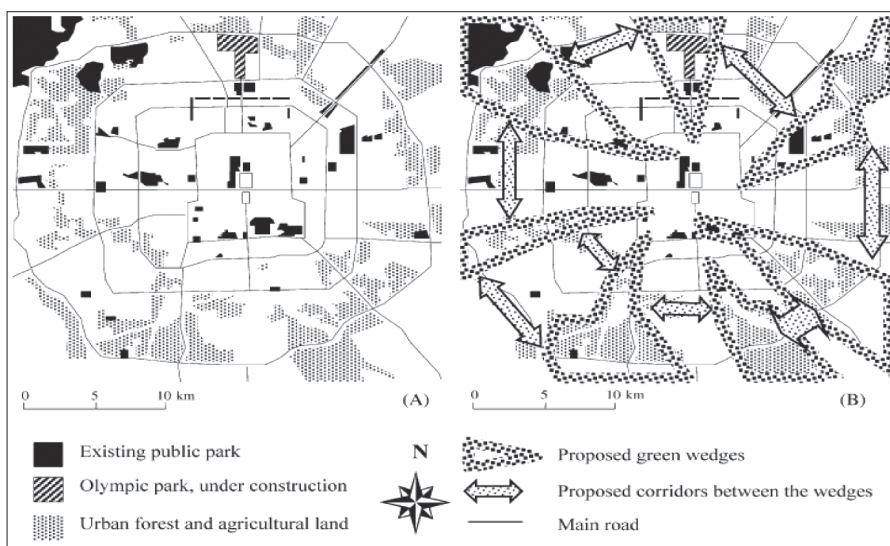 0 5 10 km (A)
0 5 10 km (B)
Existing public park
Olympic park, under construction
Urban forest and agricultural land
N
Proposed green wedges
Proposed corridors between the wedges
Main road